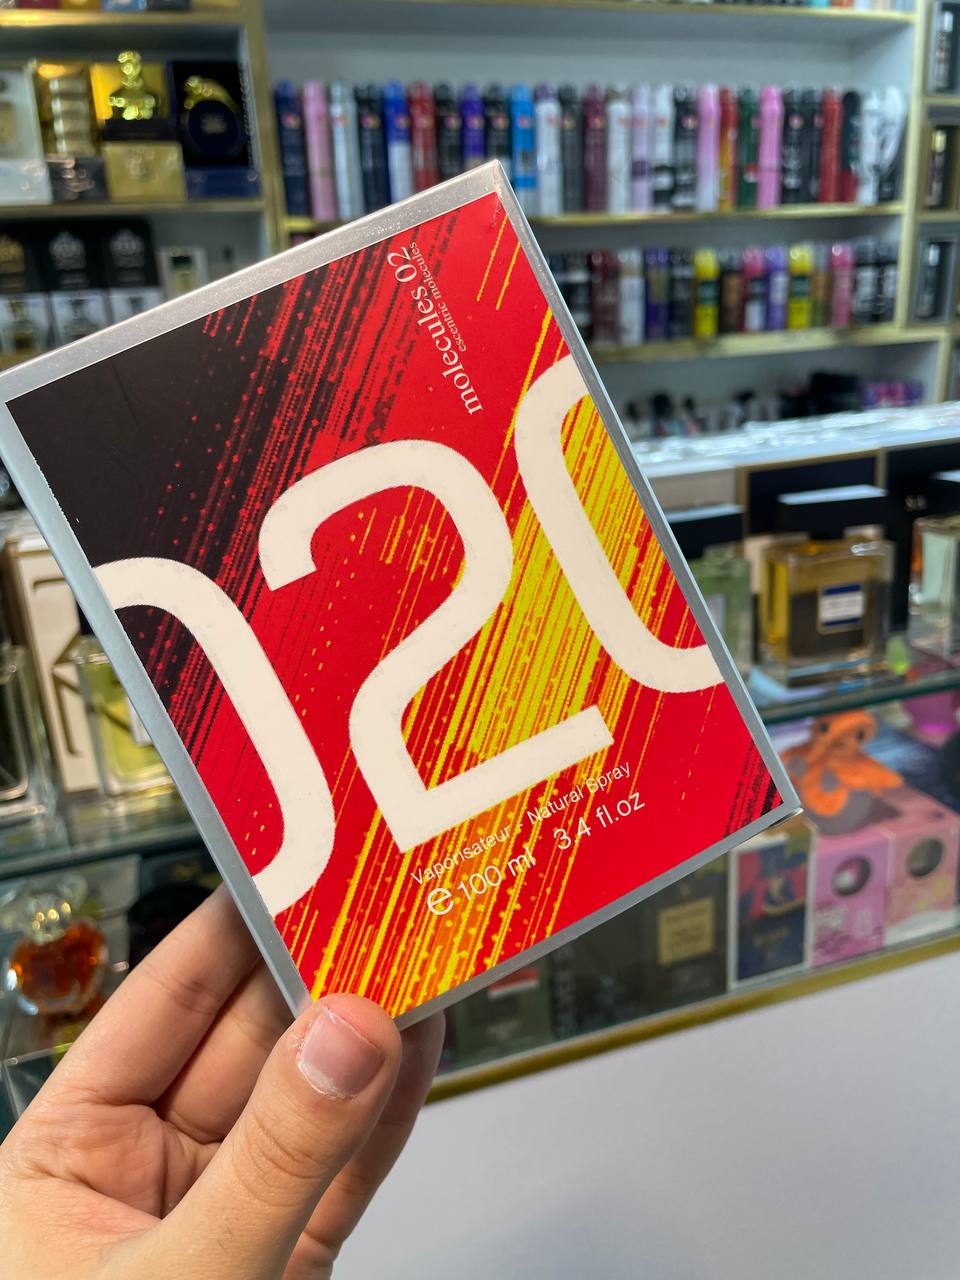 molecules 02
escentric molecules
020
Vaporisateur - Natural Spray
e 100 ml 3.4 fl.oz